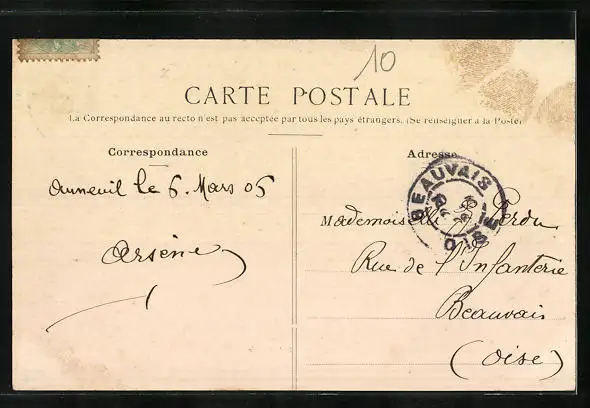 10
CARTE POSTALE
La Correspondance au recto n'est pas acceptée par tous les pays étrangers. (Se renseigner à la Poste)
Correspondance
Adresse
Auneuil le 6 Mars 05
Arsène
BEAUVAIS
OISE
Mademoiselle Perdu
Rue de l'Infanterie
Beauvais
(Oise)